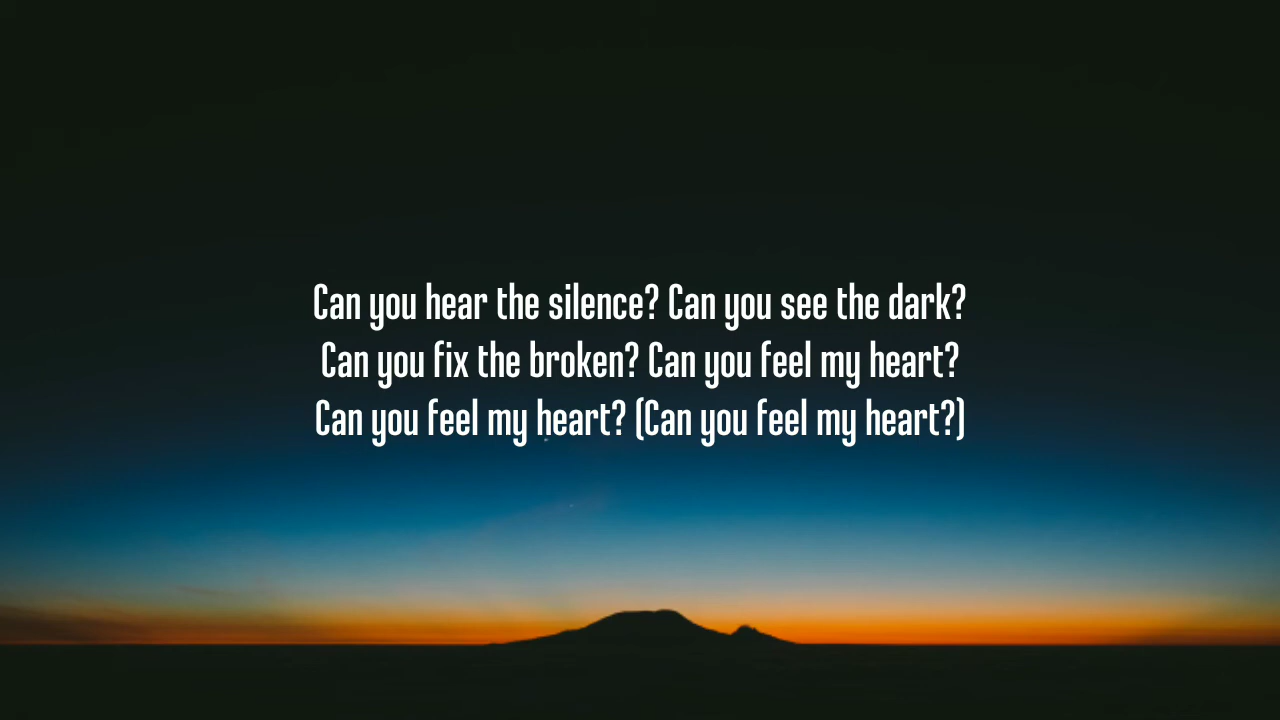 Can you hear the silence? Can you see the dark?
Can you fix the broken? Can you feel my heart?
Can you feel my heart? (Can you feel my heart?)